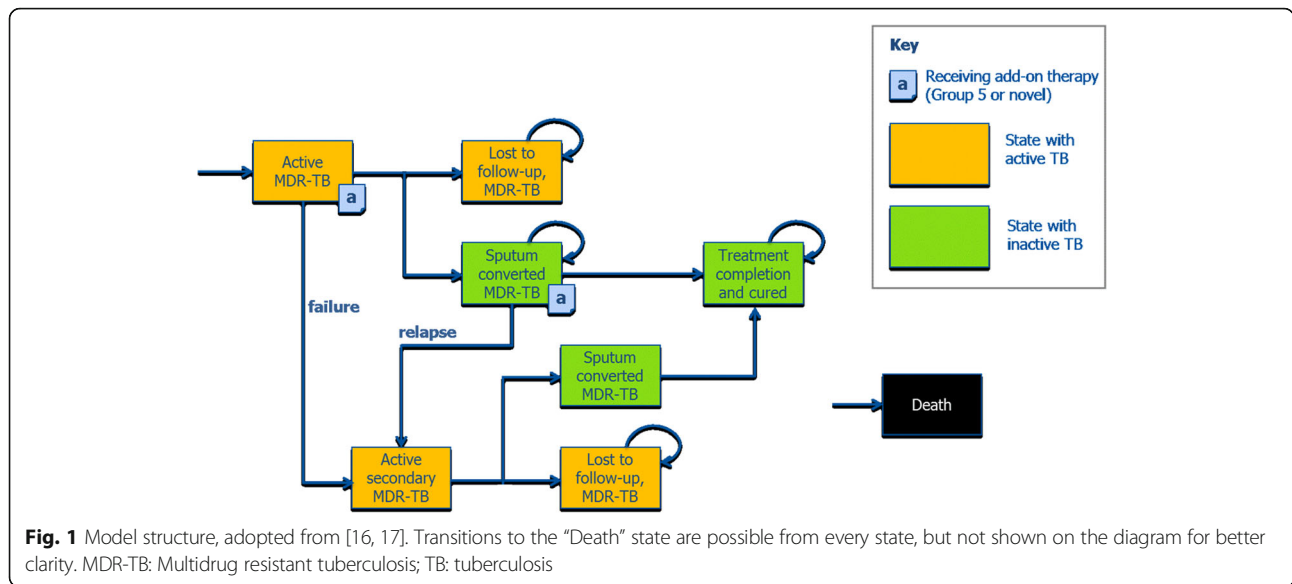 Key
a
Receiving add-on therapy
(Group 5 or novel)
State with
active TB
State with
inactive TB
Active
MDR-TB
a
Lost to
follow-up,
MDR-TB
Sputum
converted
MDR-TB
a
Treatment
completion
and cured
failure
relapse
Sputum
converted
MDR-TB
Death
Active
secondary
MDR-TB
Lost to
follow-up,
MDR-TB
Fig. 1 Model structure, adopted from [16, 17]. Transitions to the “Death” state are possible from every state, but not shown on the diagram for better
clarity. MDR-TB: Multidrug resistant tuberculosis; TB: tuberculosis